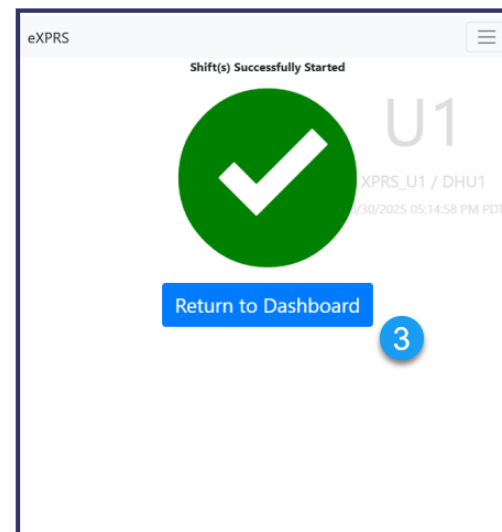 eXPRS
Shift(s) Successfully Started
U1
XPRS_U1 / DHU1
/30/2025 05:14:58 PM PDT
Return to Dashboard
3